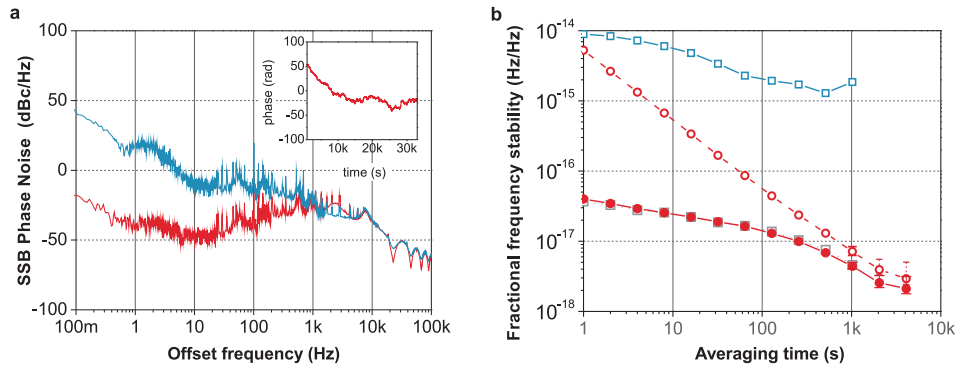 a
SSB Phase Noise (dBc/Hz)
100
50
0
-50
-100
100m 1 10 100 1k 10k 100k
Offset frequency (Hz)
phase (rad)
100
50
0
-50
-100
10k 20k 30k
time (s)
b
Fractional frequency stability (Hz/Hz)
10⁻¹⁴
10⁻¹⁵
10⁻¹⁶
10⁻¹⁷
10⁻¹⁸
1 10 100 1k 10k
Averaging time (s)